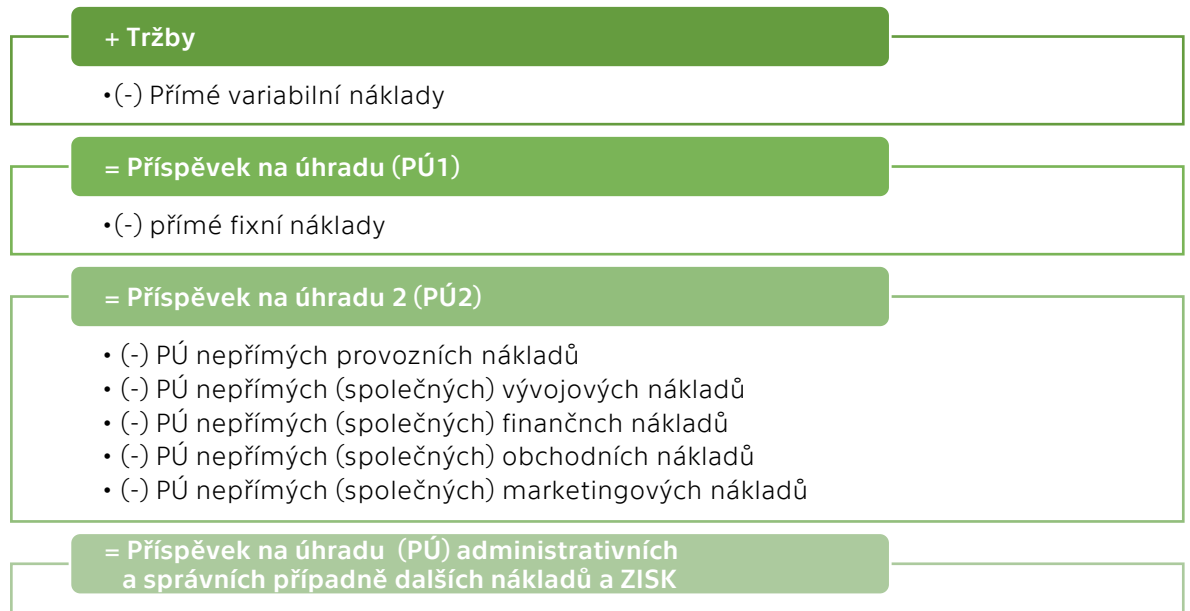 + Tržby
•(-) Přímé variabilní náklady
= Příspěvek na úhradu (PÚ1)
•(-) přímé fixní náklady
= Příspěvek na úhradu 2 (PÚ2)
• (-) PÚ nepřímých provozních nákladů
• (-) PÚ nepřímých (společných) vývojových nákladů
• (-) PÚ nepřímých (společných) finančnch nákladů
• (-) PÚ nepřímých (společných) obchodních nákladů
• (-) PÚ nepřímých (společných) marketingových nákladů
= Příspěvek na úhradu (PÚ) administrativních
a správních případně dalších nákladů a ZISK